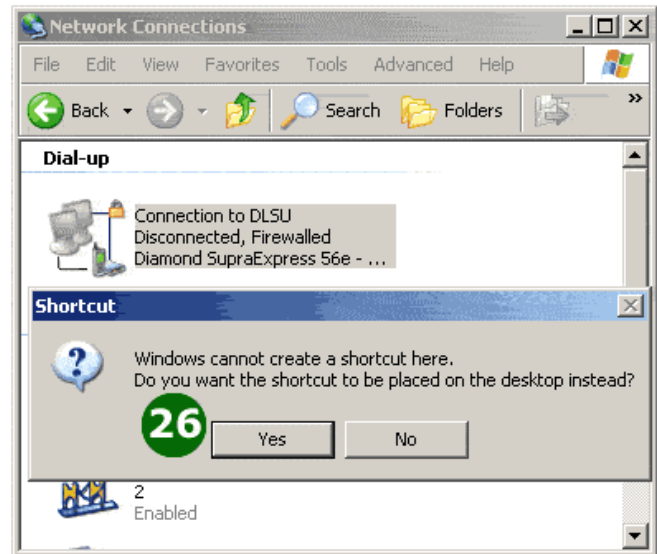 Network Connections
File Edit View Favorites Tools Advanced Help
Back Search Folders »
Dial-up
Connection to DLSU
Disconnected, Firewalled
Diamond SupraExpress 56e - ...
Shortcut
Windows cannot create a shortcut here.
Do you want the shortcut to be placed on the desktop instead?
26 Yes No
2
Enabled